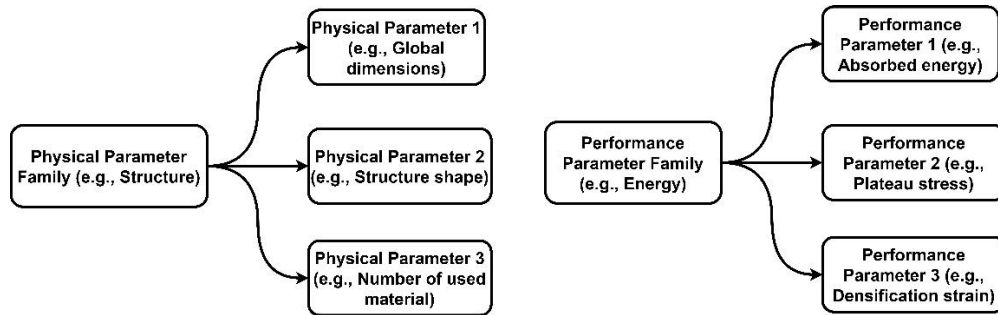 Physical Parameter Family (e.g., Structure)
Physical Parameter 1
(e.g., Global
dimensions)
Physical Parameter 2
(e.g., Structure shape)
Physical Parameter 3
(e.g., Number of used
material)
Performance
Parameter Family
(e.g., Energy)
Performance
Parameter 1 (e.g.,
Absorbed energy)
Performance
Parameter 2 (e.g.,
Plateau stress)
Performance
Parameter 3 (e.g.,
Densification strain)